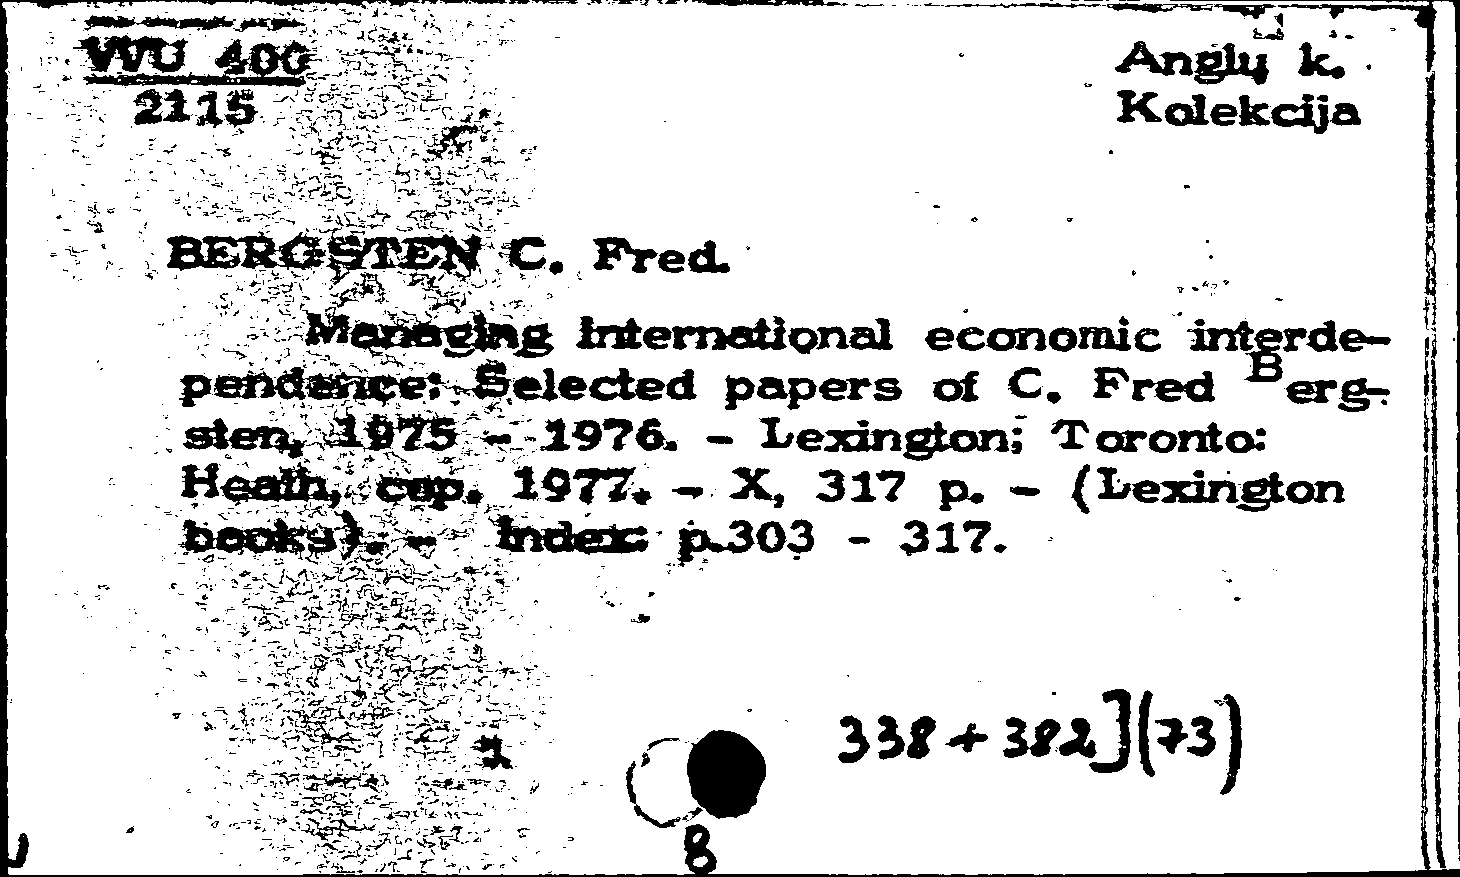 VVU 400
2115
Anglų k.
Kolekcija
BERGSTEN C. Fred.
Managing international economic interde-
pendence: Selected papers of C. Fred Berg-
sten, 1975 - 1976. - Lexington; Toronto:
Heath, cop. 1977. - X, 317 p. - (Lexington
books). - Index: p.303 - 317.
338 + 382](73)
1
8